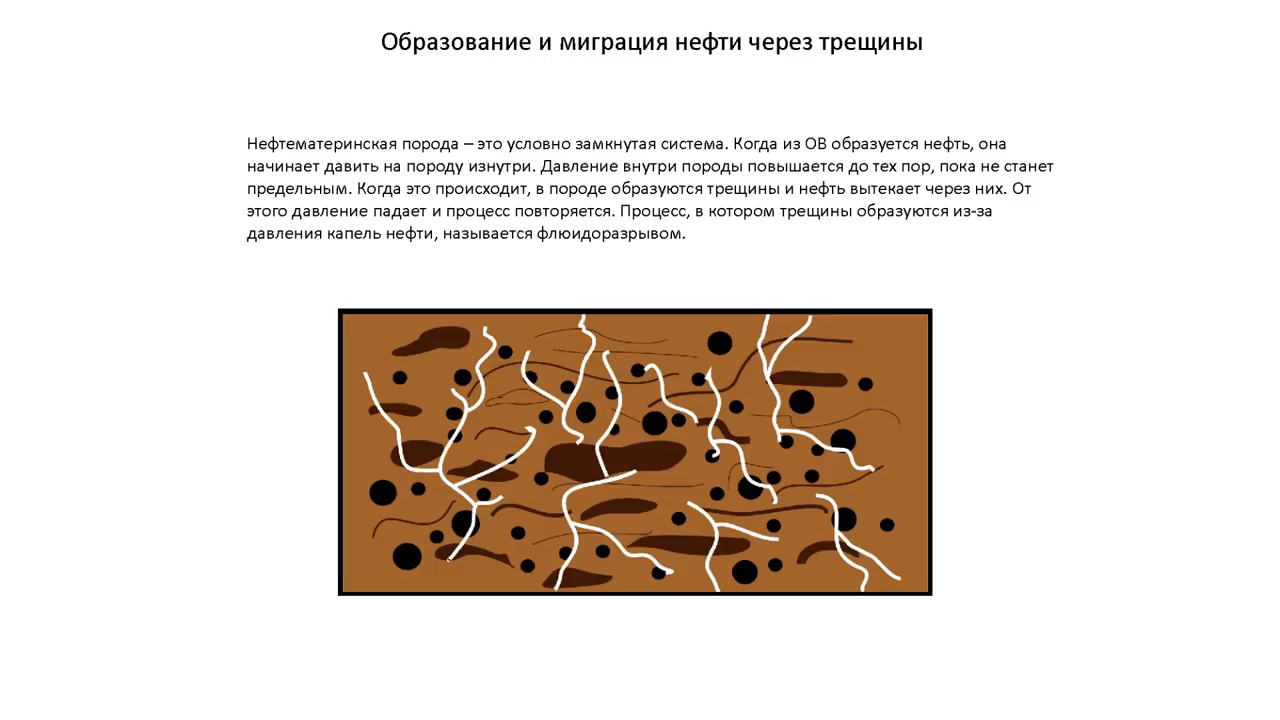 Образование и миграция нефти через трещины
Нефтематеринская порода – это условно замкнутая система. Когда из ОВ образуется нефть, она
начинает давить на породу изнутри. Давление внутри породы повышается до тех пор, пока не станет
предельным. Когда это происходит, в породе образуются трещины и нефть вытекает через них. От
этого давление падает и процесс повторяется. Процесс, в котором трещины образуются из-за
давления капель нефти, называется флюидоразрывом.